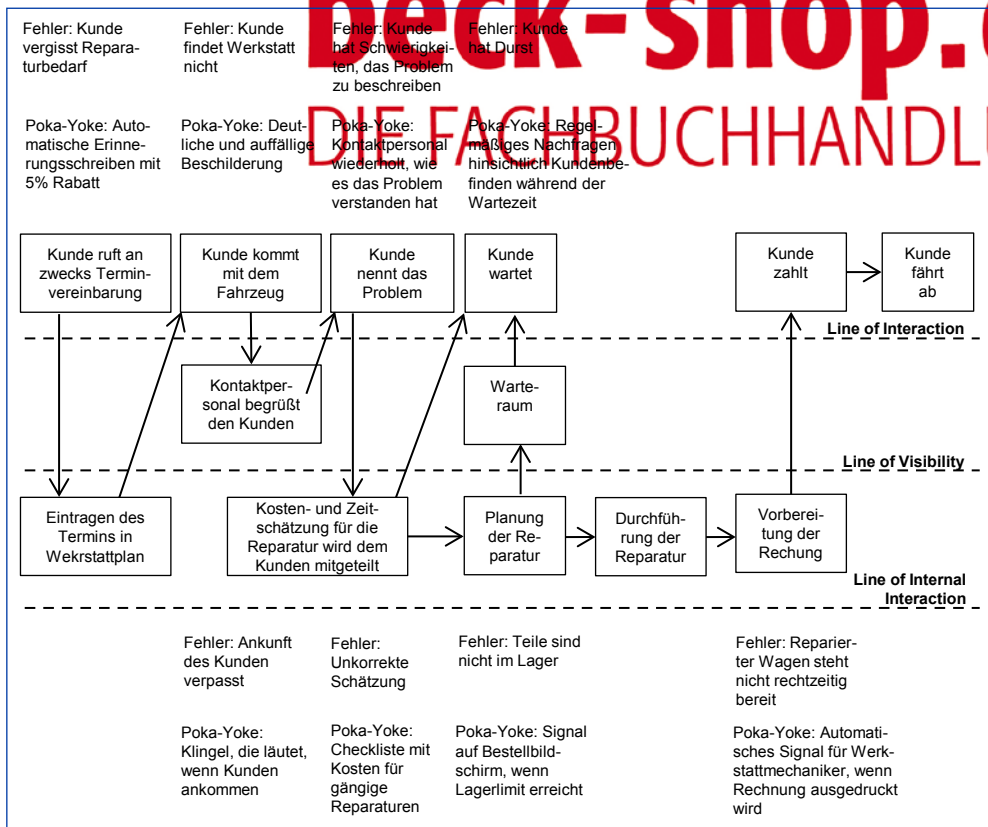 beck-shop.
DIE FACHBUCHHANDLU
Fehler: Kunde
vergisst Repara-
turbedarf
Fehler: Kunde
findet Werkstatt
nicht
Fehler: Kunde
hat Schwierigkei-
ten, das Problem
zu beschreiben
Fehler: Kunde
hat Durst
Poka-Yoke: Auto-
matische Erinne-
rungsschreiben mit
5% Rabatt
Poka-Yoke: Deut-
liche und auffällige
Beschilderung
Poka-Yoke:
Kontaktpersonal
wiederholt, wie
es das Problem
verstanden hat
Poka-Yoke: Regel-
mäßiges Nachfragen
hinsichtlich Kundenbe-
finden während der
Wartezeit
Kunde ruft an
zwecks Termin-
vereinbarung
Kunde kommt
mit dem
Fahrzeug
Kunde
nennt das
Problem
Kunde
wartet
Kunde
zahlt
Kunde
fährt
ab
Line of Interaction
Kontaktper-
sonal begrüßt
den Kunden
Warte-
raum
Line of Visibility
Eintragen des
Termins in
Wekrstattplan
Kosten- und Zeit-
schätzung für die
Reparatur wird dem
Kunden mitgeteilt
Planung
der Re-
paratur
Durchfüh-
rung der
Reparatur
Vorberei-
tung der
Rechung
Line of Internal
Interaction
Fehler: Ankunft
des Kunden
verpasst
Fehler:
Unkorrekte
Schätzung
Fehler: Teile sind
nicht im Lager
Fehler: Reparier-
ter Wagen steht
nicht rechtzeitig
bereit
Poka-Yoke:
Klingel, die läutet,
wenn Kunden
ankommen
Poka-Yoke:
Checkliste mit
Kosten für
gängige
Reparaturen
Poka-Yoke: Signal
auf Bestellbild-
schirm, wenn
Lagerlimit erreicht
Poka-Yoke: Automati-
sches Signal für Werk-
stattmechaniker, wenn
Rechnung ausgedruckt
wird